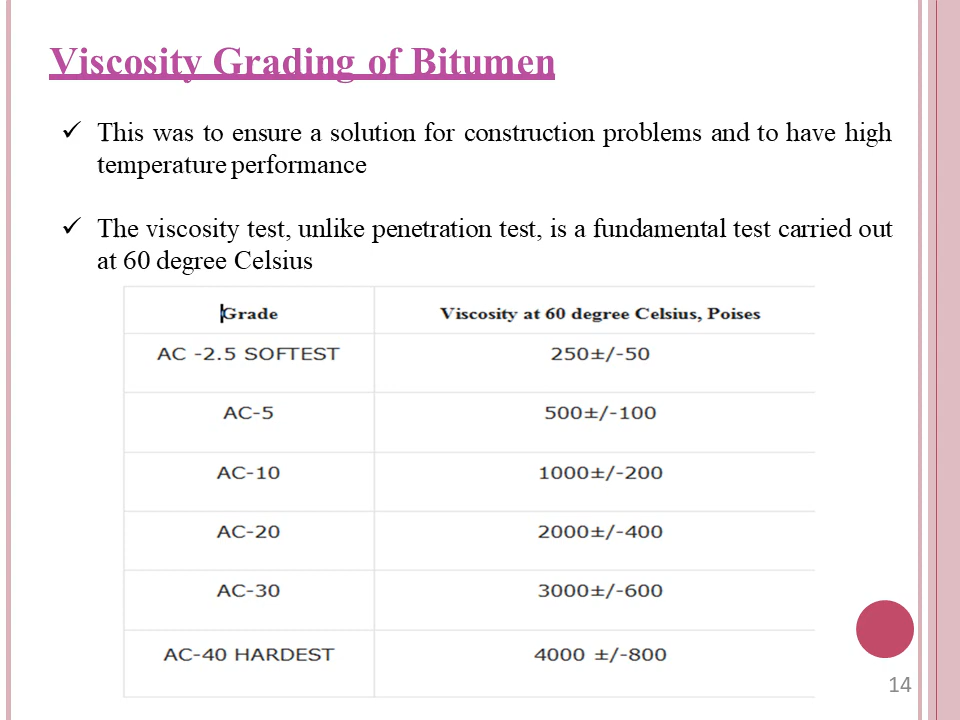 Viscosity Grading of Bitumen
✓ This was to ensure a solution for construction problems and to have high
temperature performance
✓ The viscosity test, unlike penetration test, is a fundamental test carried out
at 60 degree Celsius
Grade Viscosity at 60 degree Celsius, Poises
AC -2.5 SOFTEST 250±/-50
AC-5 500±/-100
AC-10 1000±/-200
AC-20 2000±/-400
AC-30 3000±/-600
AC-40 HARDEST 4000 ±/-800
14